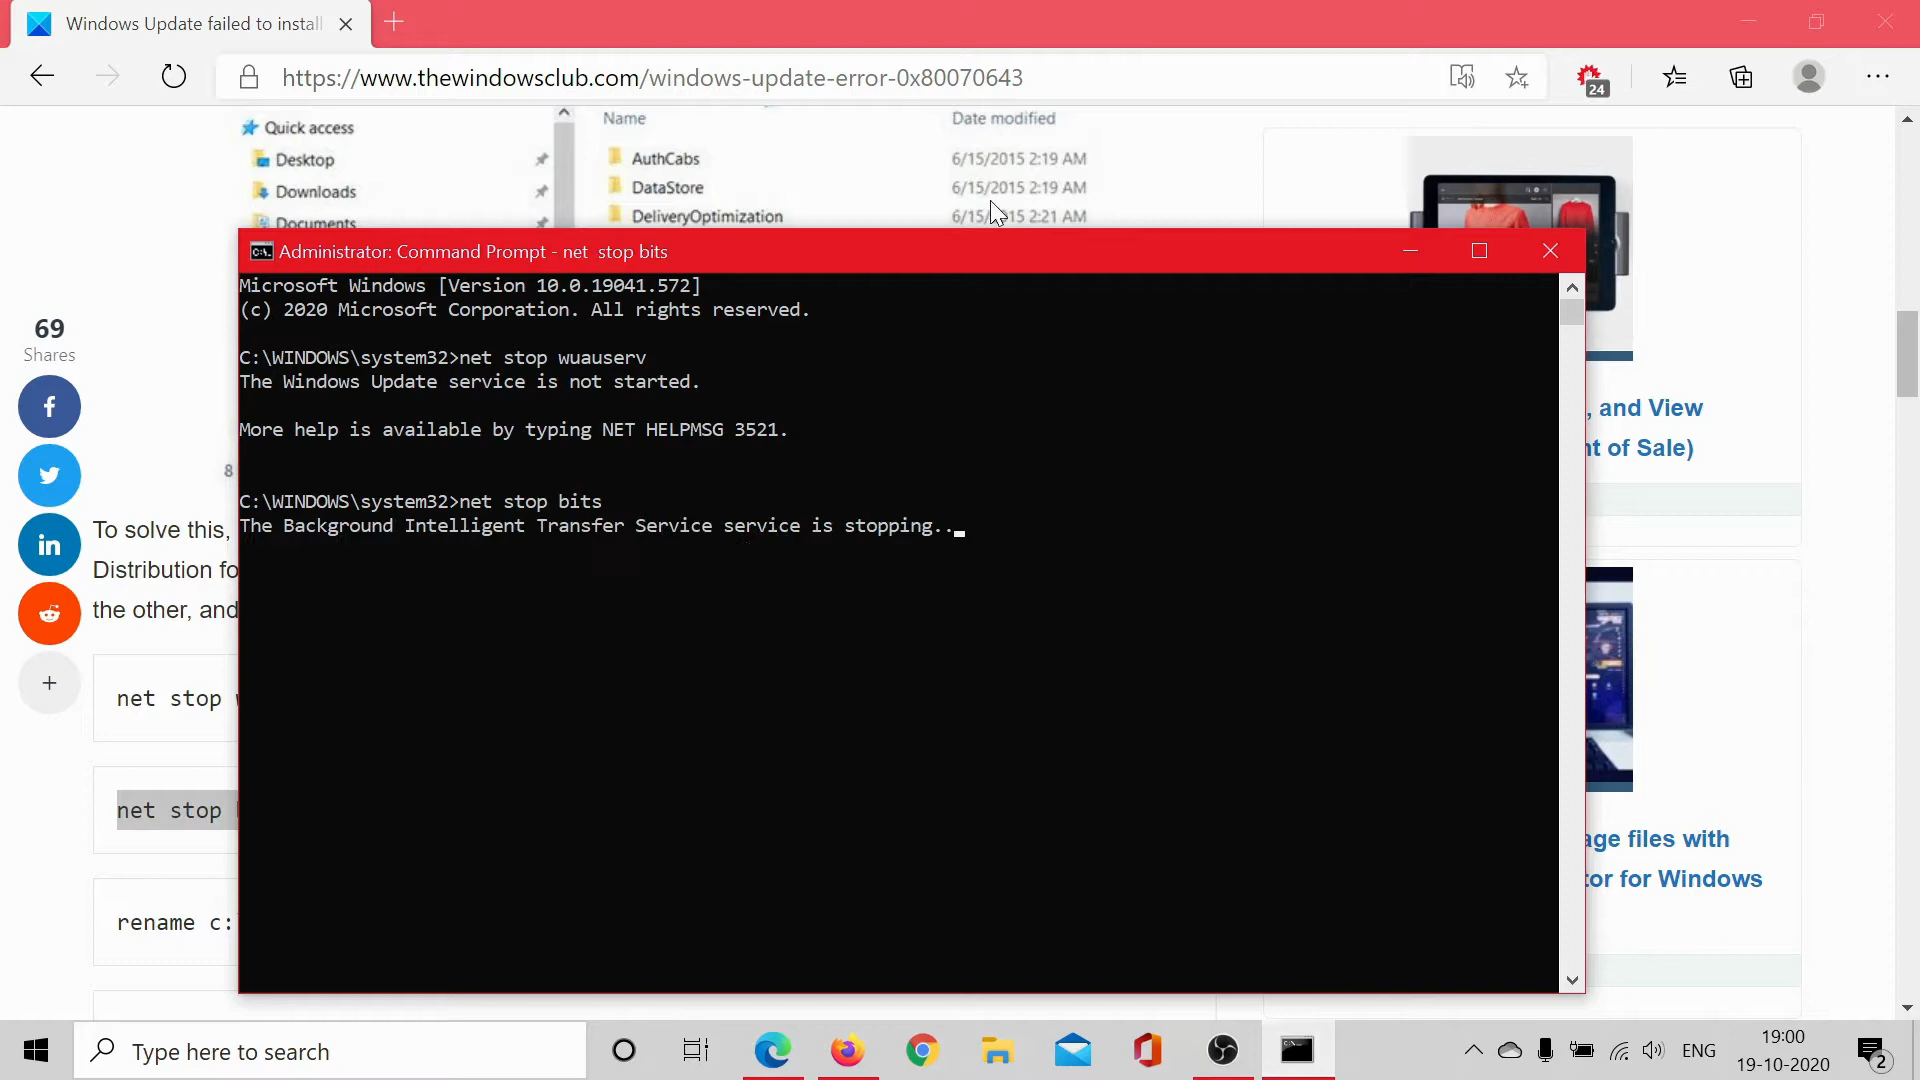 Windows Update failed to install
https://www.thewindowsclub.com/windows-update-error-0x80070643
24
Quick access
Desktop
Downloads
Documents
Name
Date modified
AuthCabs
6/15/2015 2:19 AM
DataStore
6/15/2015 2:19 AM
DeliveryOptimization
6/15/2015 2:21 AM
Administrator: Command Prompt - net  stop bits
Microsoft Windows [Version 10.0.19041.572]
(c) 2020 Microsoft Corporation. All rights reserved.
C:\WINDOWS\system32>net stop wuauserv
The Windows Update service is not started.
More help is available by typing NET HELPMSG 3521.
C:\WINDOWS\system32>net stop bits
The Background Intelligent Transfer Service service is stopping..
69
Shares
8
To solve this,
Distribution fo
the other, and
net stop
net stop
rename c:
, and View
nt of Sale)
age files with
tor for Windows
Type here to search
ENG
19:00
19-10-2020
2